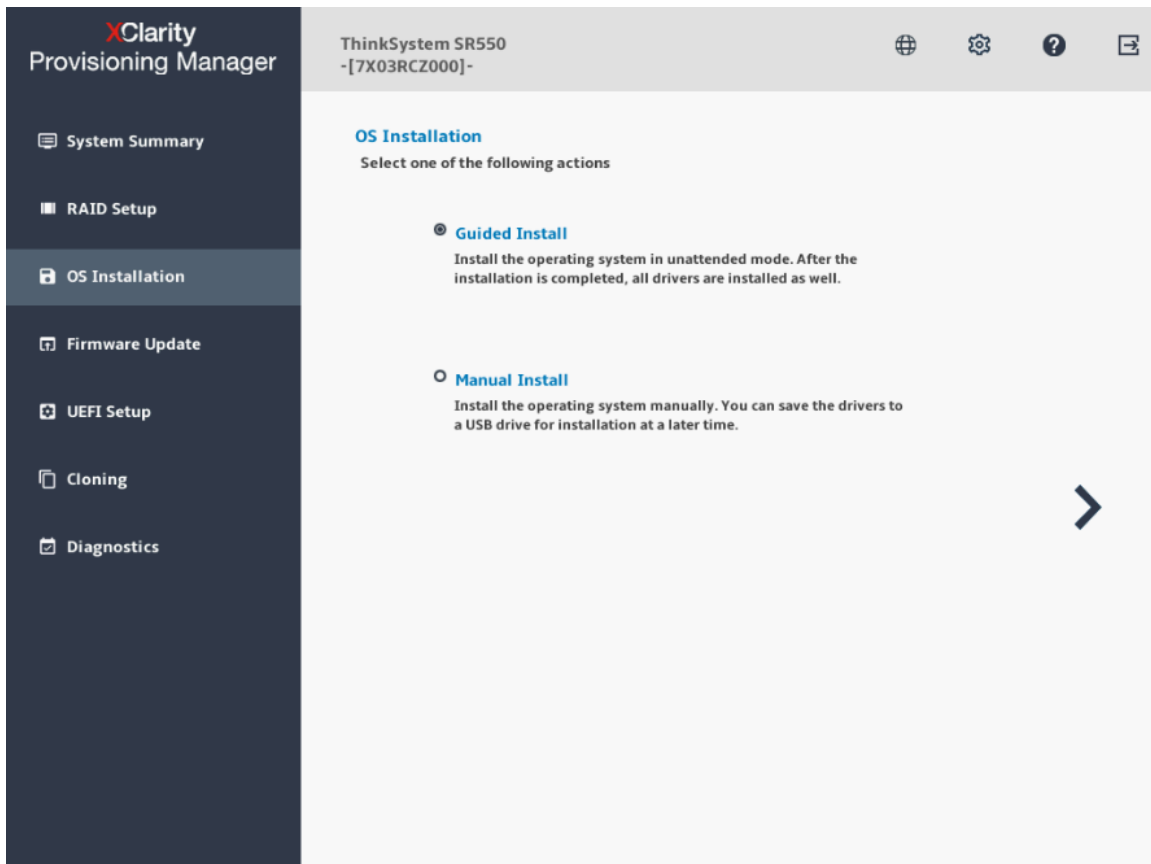 XClarity
Provisioning Manager
System Summary
RAID Setup
OS Installation
Firmware Update
UEFI Setup
Cloning
Diagnostics
ThinkSystem SR550
-[7X03RCZ000]-
OS Installation
Select one of the following actions
Guided Install
Install the operating system in unattended mode. After the
installation is completed, all drivers are installed as well.
Manual Install
Install the operating system manually. You can save the drivers to
a USB drive for installation at a later time.